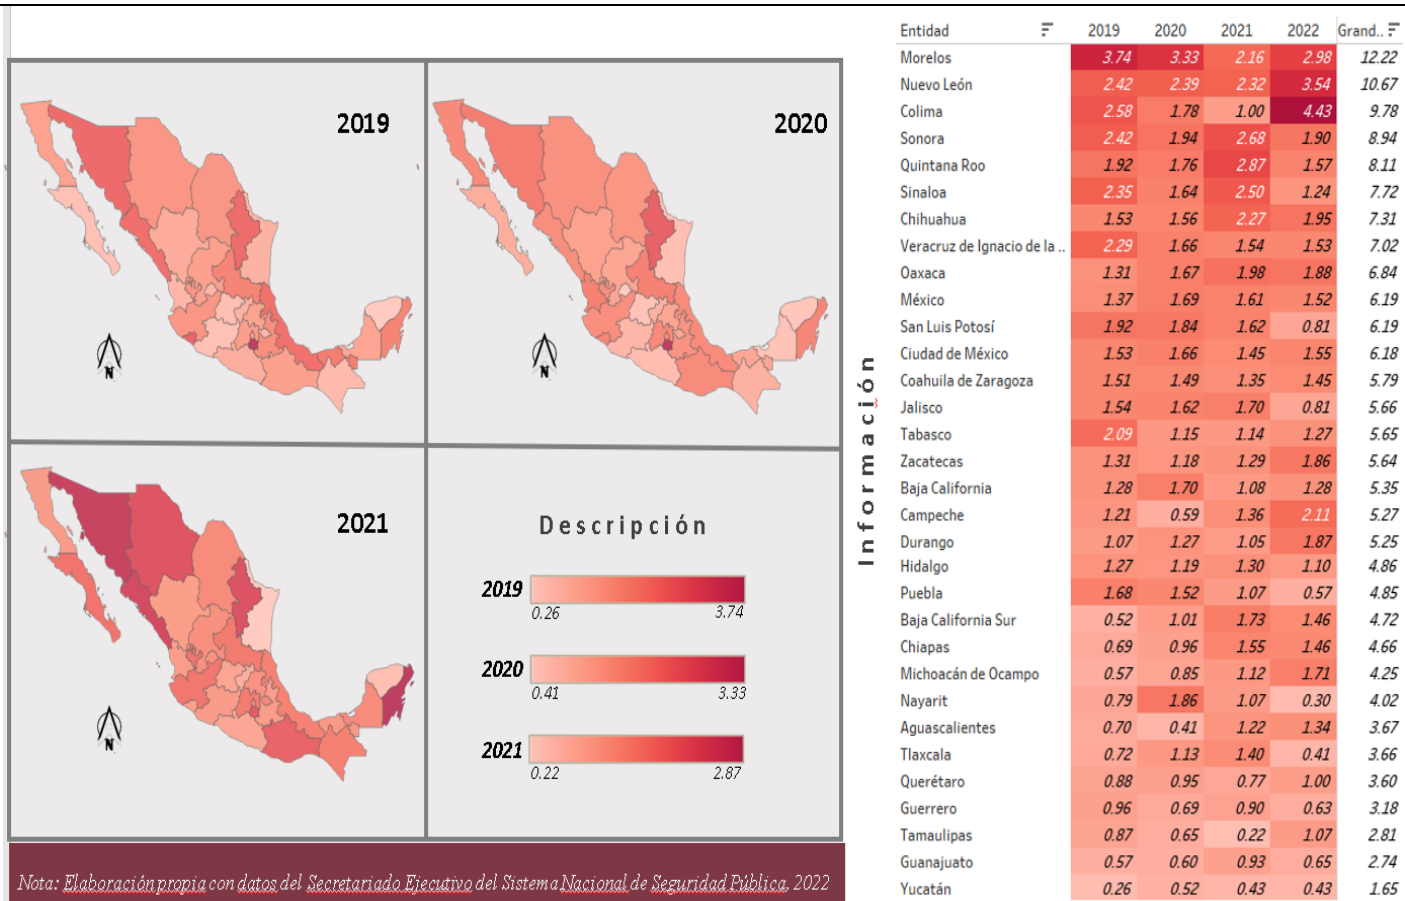 2019
N
2020
N
2021
N
Descripción
2019
0.26 3.74
2020
0.41 3.33
2021
0.22 2.87
Nota: Elaboración propia con datos del Secretariado Ejecutivo del Sistema Nacional de Seguridad Pública, 2022
Información
Entidad 2019 2020 2021 2022 Grand..
Morelos 3.74 3.33 2.16 2.98 12.22
Nuevo León 2.42 2.39 2.32 3.54 10.67
Colima 2.58 1.78 1.00 4.43 9.78
Sonora 2.42 1.94 2.68 1.90 8.94
Quintana Roo 1.92 1.76 2.87 1.57 8.11
Sinaloa 2.35 1.64 2.50 1.24 7.72
Chihuahua 1.53 1.56 2.27 1.95 7.31
Veracruz de Ignacio de la .. 2.29 1.66 1.54 1.53 7.02
Oaxaca 1.31 1.67 1.98 1.88 6.84
México 1.37 1.69 1.61 1.52 6.19
San Luis Potosí 1.92 1.84 1.62 0.81 6.19
Ciudad de México 1.53 1.66 1.45 1.55 6.18
Coahuila de Zaragoza 1.51 1.49 1.35 1.45 5.79
Jalisco 1.54 1.62 1.70 0.81 5.66
Tabasco 2.09 1.15 1.14 1.27 5.65
Zacatecas 1.31 1.18 1.29 1.86 5.64
Baja California 1.28 1.70 1.08 1.28 5.35
Campeche 1.21 0.59 1.36 2.11 5.27
Durango 1.07 1.27 1.05 1.87 5.25
Hidalgo 1.27 1.19 1.30 1.10 4.86
Puebla 1.68 1.52 1.07 0.57 4.85
Baja California Sur 0.52 1.01 1.73 1.46 4.72
Chiapas 0.69 0.96 1.55 1.46 4.66
Michoacán de Ocampo 0.57 0.85 1.12 1.71 4.25
Nayarit 0.79 1.86 1.07 0.30 4.02
Aguascalientes 0.70 0.41 1.22 1.34 3.67
Tlaxcala 0.72 1.13 1.40 0.41 3.66
Querétaro 0.88 0.95 0.77 1.00 3.60
Guerrero 0.96 0.69 0.90 0.63 3.18
Tamaulipas 0.87 0.65 0.22 1.07 2.81
Guanajuato 0.57 0.60 0.93 0.65 2.74
Yucatán 0.26 0.52 0.43 0.43 1.65